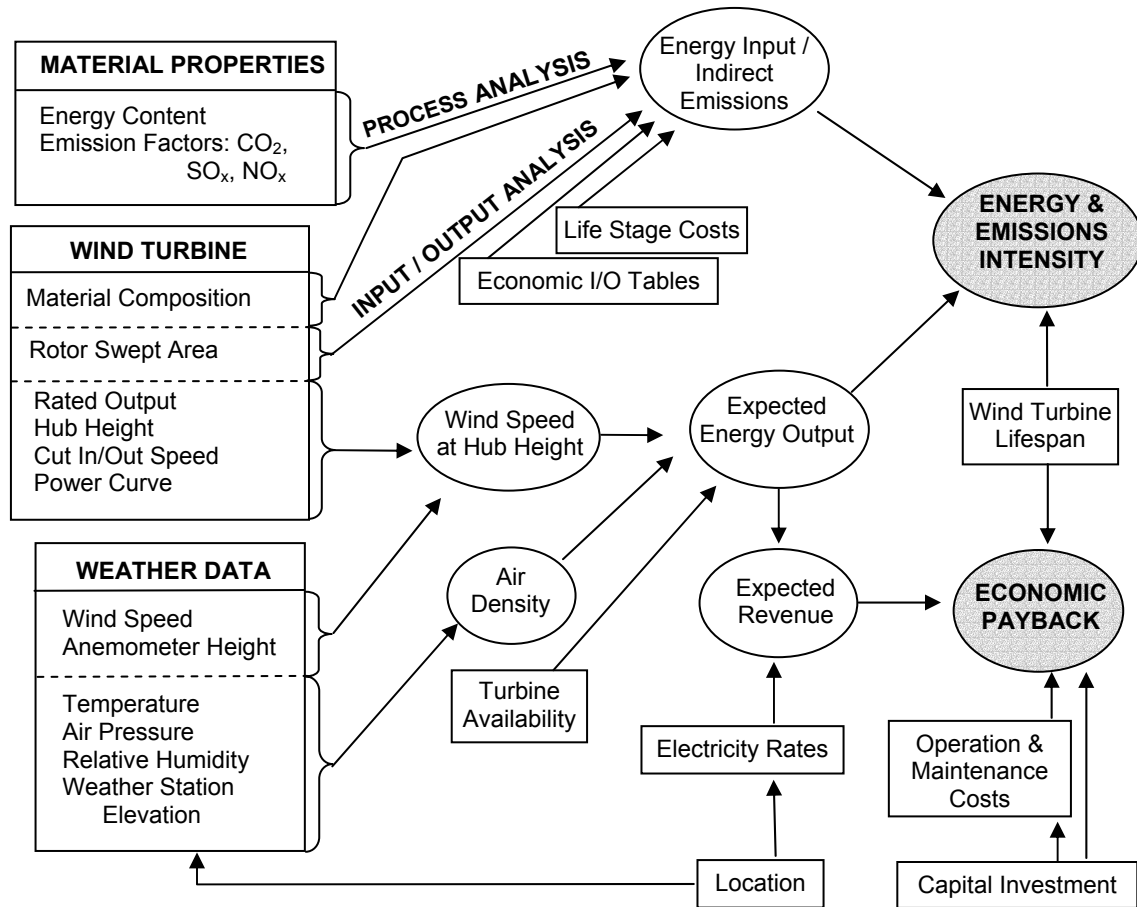 MATERIAL PROPERTIES
Energy Content
Emission Factors: CO₂,
SOₓ, NOₓ
PROCESS ANALYSIS
Energy Input /
Indirect
Emissions
WIND TURBINE
Material Composition
Rotor Swept Area
Rated Output
Hub Height
Cut In/Out Speed
Power Curve
INPUT / OUTPUT ANALYSIS
Life Stage Costs
Economic I/O Tables
ENERGY &
EMISSIONS
INTENSITY
Wind Speed
at Hub Height
Expected
Energy Output
Wind Turbine
Lifespan
WEATHER DATA
Wind Speed
Anemometer Height
Temperature
Air Pressure
Relative Humidity
Weather Station
Elevation
Air
Density
Turbine
Availability
Expected
Revenue
ECONOMIC
PAYBACK
Electricity Rates
Operation &
Maintenance
Costs
Location
Capital Investment